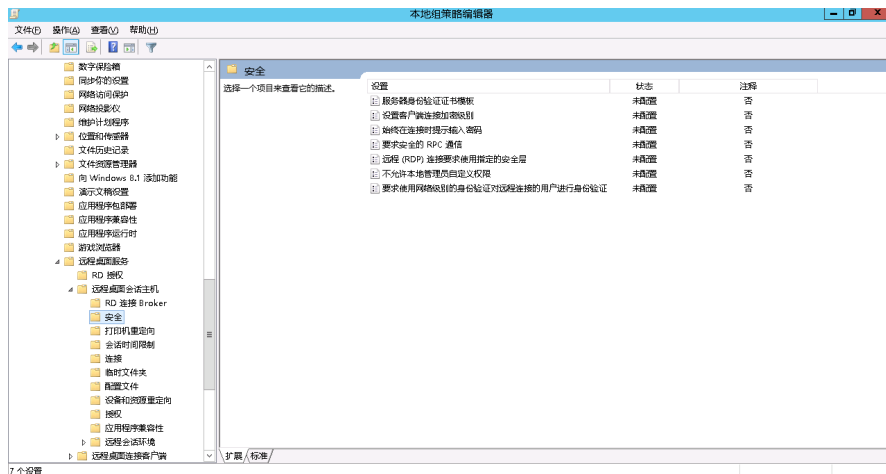 本地组策略编辑器
文件(F) 操作(A) 查看(V) 帮助(H)
数字保险箱
同步你的设置
网络访问保护
网络投影仪
维护计划程序
位置和传感器
文件历史记录
文件资源管理器
向 Windows 8.1 添加功能
演示文稿设置
应用程序包部署
应用程序兼容性
应用程序运行时
游戏浏览器
远程桌面服务
RD 授权
远程桌面会话主机
RD 连接 Broker
安全
打印机重定向
会话时间限制
连接
临时文件夹
配置文件
设备和资源重定向
授权
应用程序兼容性
远程会话环境
远程桌面连接客户端
安全
选择一个项目来查看它的描述。
设置 状态 注释
服务器身份验证证书模板 未配置 否
设置客户端连接加密级别 未配置 否
始终在连接时提示输入密码 未配置 否
要求安全的 RPC 通信 未配置 否
远程 (RDP) 连接要求使用指定的安全层 未配置 否
不允许本地管理员自定义权限 未配置 否
要求使用网络级别的身份验证对远程连接的用户进行身份验证 未配置 否
扩展 标准
7 个设置